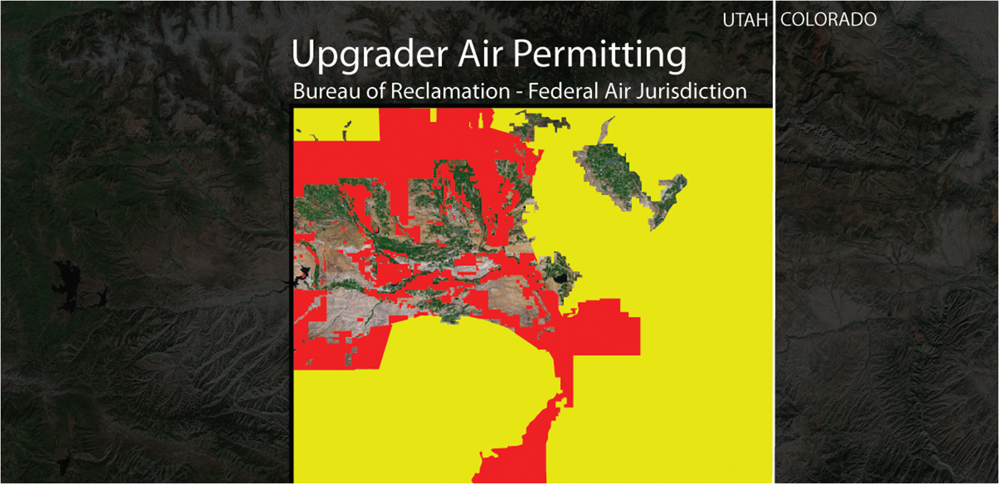 UTAH COLORADO
Upgrader Air Permitting
Bureau of Reclamation - Federal Air Jurisdiction